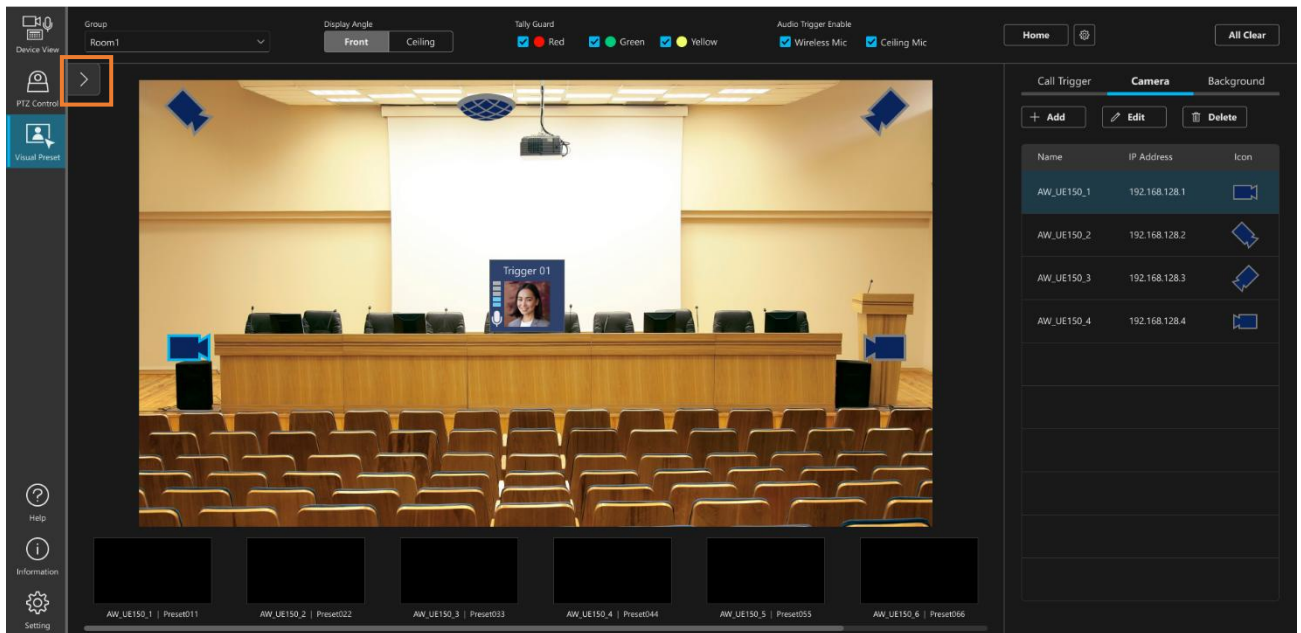 Group
Display Angle
Tally Guard
Audio Trigger Enable
Device View
Room1
Front
Ceiling
Red
Green
Yellow
Wireless Mic
Ceiling Mic
Home
All Clear
PTZ Control
Visual Preset
Call Trigger
Camera
Background
+ Add
Edit
Delete
Name IP Address Icon
AW_UE150_1 192.168.128.1
AW_UE150_2 192.168.128.2
AW_UE150_3 192.168.128.3
AW_UE150_4 192.168.128.4
Trigger 01
Help
Information
Setting
AW_UE150_1 | Preset011
AW_UE150_2 | Preset022
AW_UE150_3 | Preset033
AW_UE150_4 | Preset044
AW_UE150_5 | Preset055
AW_UE150_6 | Preset066